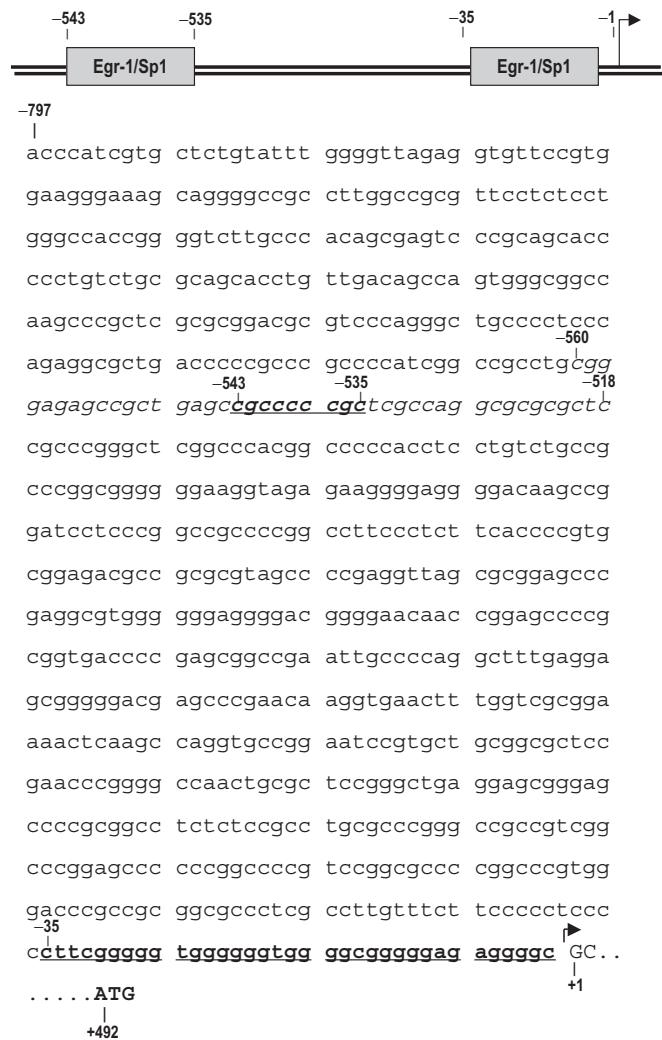 –543 –535 –35 –1
Egr-1/Sp1 Egr-1/Sp1
–797
acccatcgtg ctctgtattt ggggttagag gtgttccgtg
gaagggaaag caggggccgc cttggccgcg ttcctctcct
gggccaccgg ggtcttgccc acagcgagtc ccgcagcacc
ccctgtctgc gcagcacctg ttgacagcca gtgggcggcc
aagcccgctc gcgcggacgc gtcccagggc tgcccctccc
agaggcgctg acccccgccc gccccatcgg ccgcctgcgg
–560
–543 –535 –518
gagagccgct gagccgcccc cgctcgccag gcgcgcgctc
cgcccgggct cggcccacgg cccccacctc ctgtctgccg
cccggcgggg ggaaggtaga gaaggggagg ggacaagccg
gatcctcccg gccgccccgg ccttccctct tcaccccgtg
cggagacgcc gcgcgtagcc ccgaggttag cgcggagccc
gaggcgtggg gggaggggac ggggaacaac cggagccccg
cggtgacccc gagcggccga attgccccag gctttgagga
gcgggggacg agcccgaaca aggtgaactt tggtcgcgga
aaactcaagc caggtgccgg aatccgtgct gcggcgctcc
gaacccgggg ccaactgcgc tccgggctga ggagcgggag
ccccgcggcc tctctccgcc tgcgcccggg ccgccgtcgg
cccggagccc cccggccccg tccggcgccc cggcccgtgg
gacccgccgc ggcgccctcg ccttgtttct tccccctccc
–35
ccttcggggg tggggggtgg ggcgggggag aggggc GC..
+1
.....ATG
+492